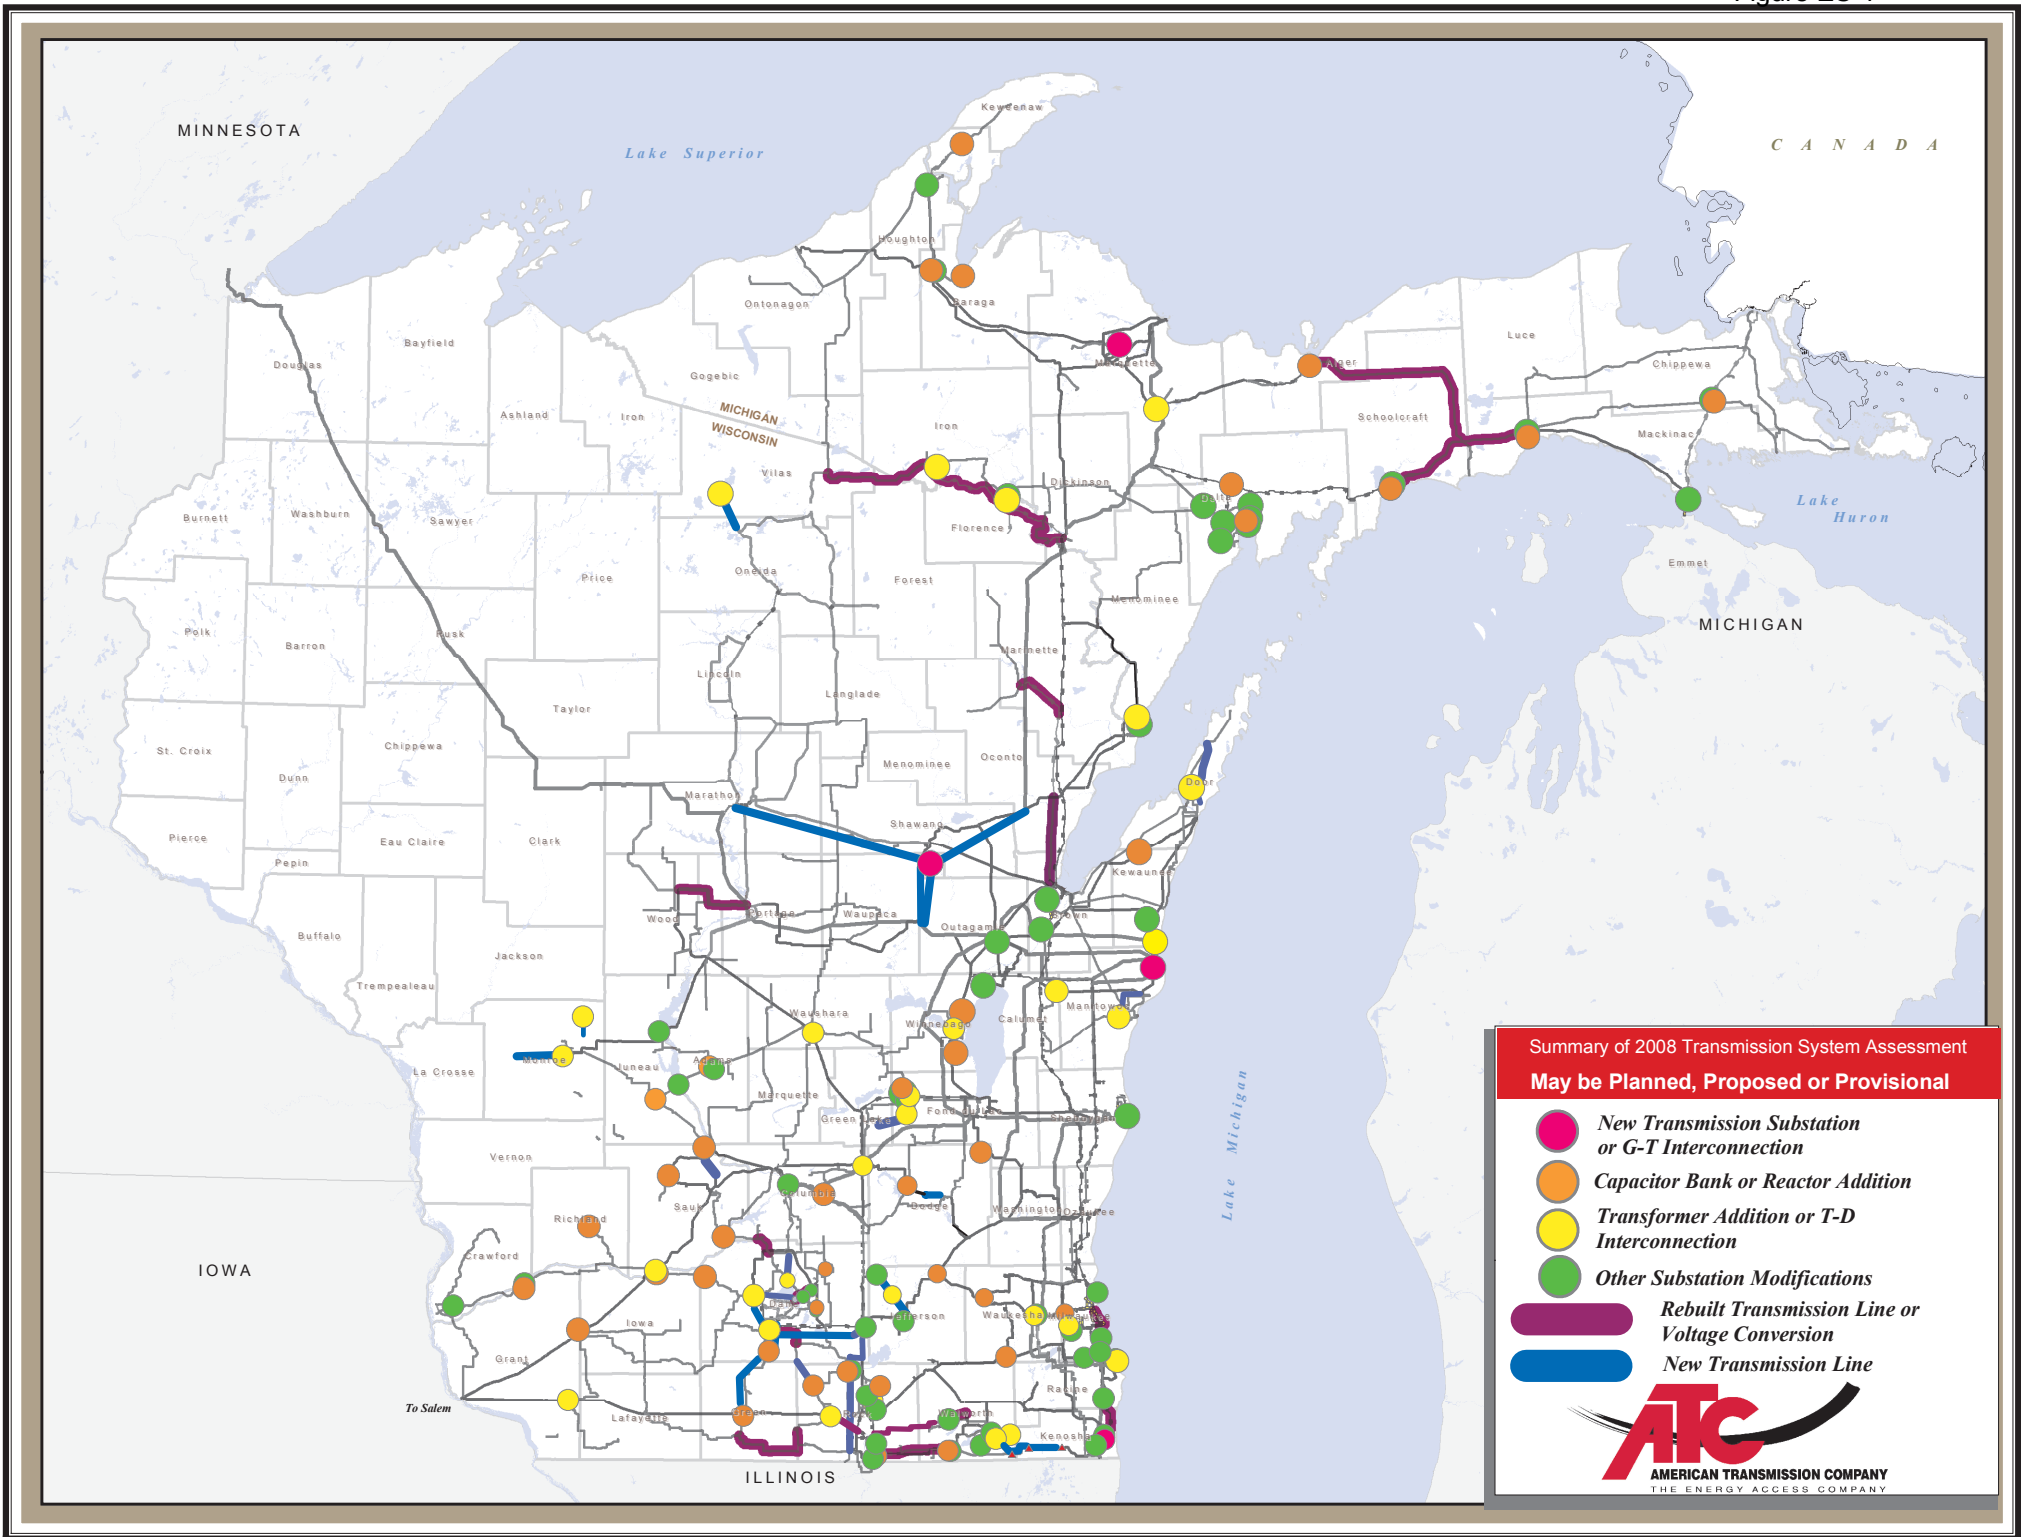 Figure ES-1
MINNESOTA
Lake Superior
CANADA
Keweenaw
Houghton
Baraga
Ontonagon
Marquette
Alger
Luce
Chippewa
Schoolcraft
Mackinac
Douglas
Bayfield
Ashland
Iron
Gogebic
MICHIGAN
WISCONSIN
Iron
Vilas
Dickinson
Delta
Florence
Lake
Huron
Emmet
MICHIGAN
Burnett
Washburn
Sawyer
Price
Oneida
Forest
Menominee
Polk
Barron
Rusk
Lincoln
Langlade
Marinette
Taylor
St. Croix
Dunn
Chippewa
Menominee
Oconto
Door
Marathon
Shawano
Pierce
Pepin
Eau Claire
Clark
Kewaunee
Wood
Portage
Waupaca
Outagamie
Brown
Buffalo
Jackson
Trempealeau
Waushara
Winnebago
Calumet
Manitowoc
La Crosse
Monroe
Juneau
Adams
Marquette
Green Lake
Fond du Lac
Sheboygan
Lake Michigan
Vernon
Sauk
Columbia
Dodge
Washington
Ozaukee
Richland
Crawford
IOWA
Iowa
Dane
Jefferson
Waukesha
Milwaukee
Grant
Lafayette
Green
Rock
Walworth
Racine
Kenosha
To Salem
ILLINOIS
Summary of 2008 Transmission System Assessment
May be Planned, Proposed or Provisional
New Transmission Substation
or G-T Interconnection
Capacitor Bank or Reactor Addition
Transformer Addition or T-D
Interconnection
Other Substation Modifications
Rebuilt Transmission Line or
Voltage Conversion
New Transmission Line
ATC
AMERICAN TRANSMISSION COMPANY
THE ENERGY ACCESS COMPANY